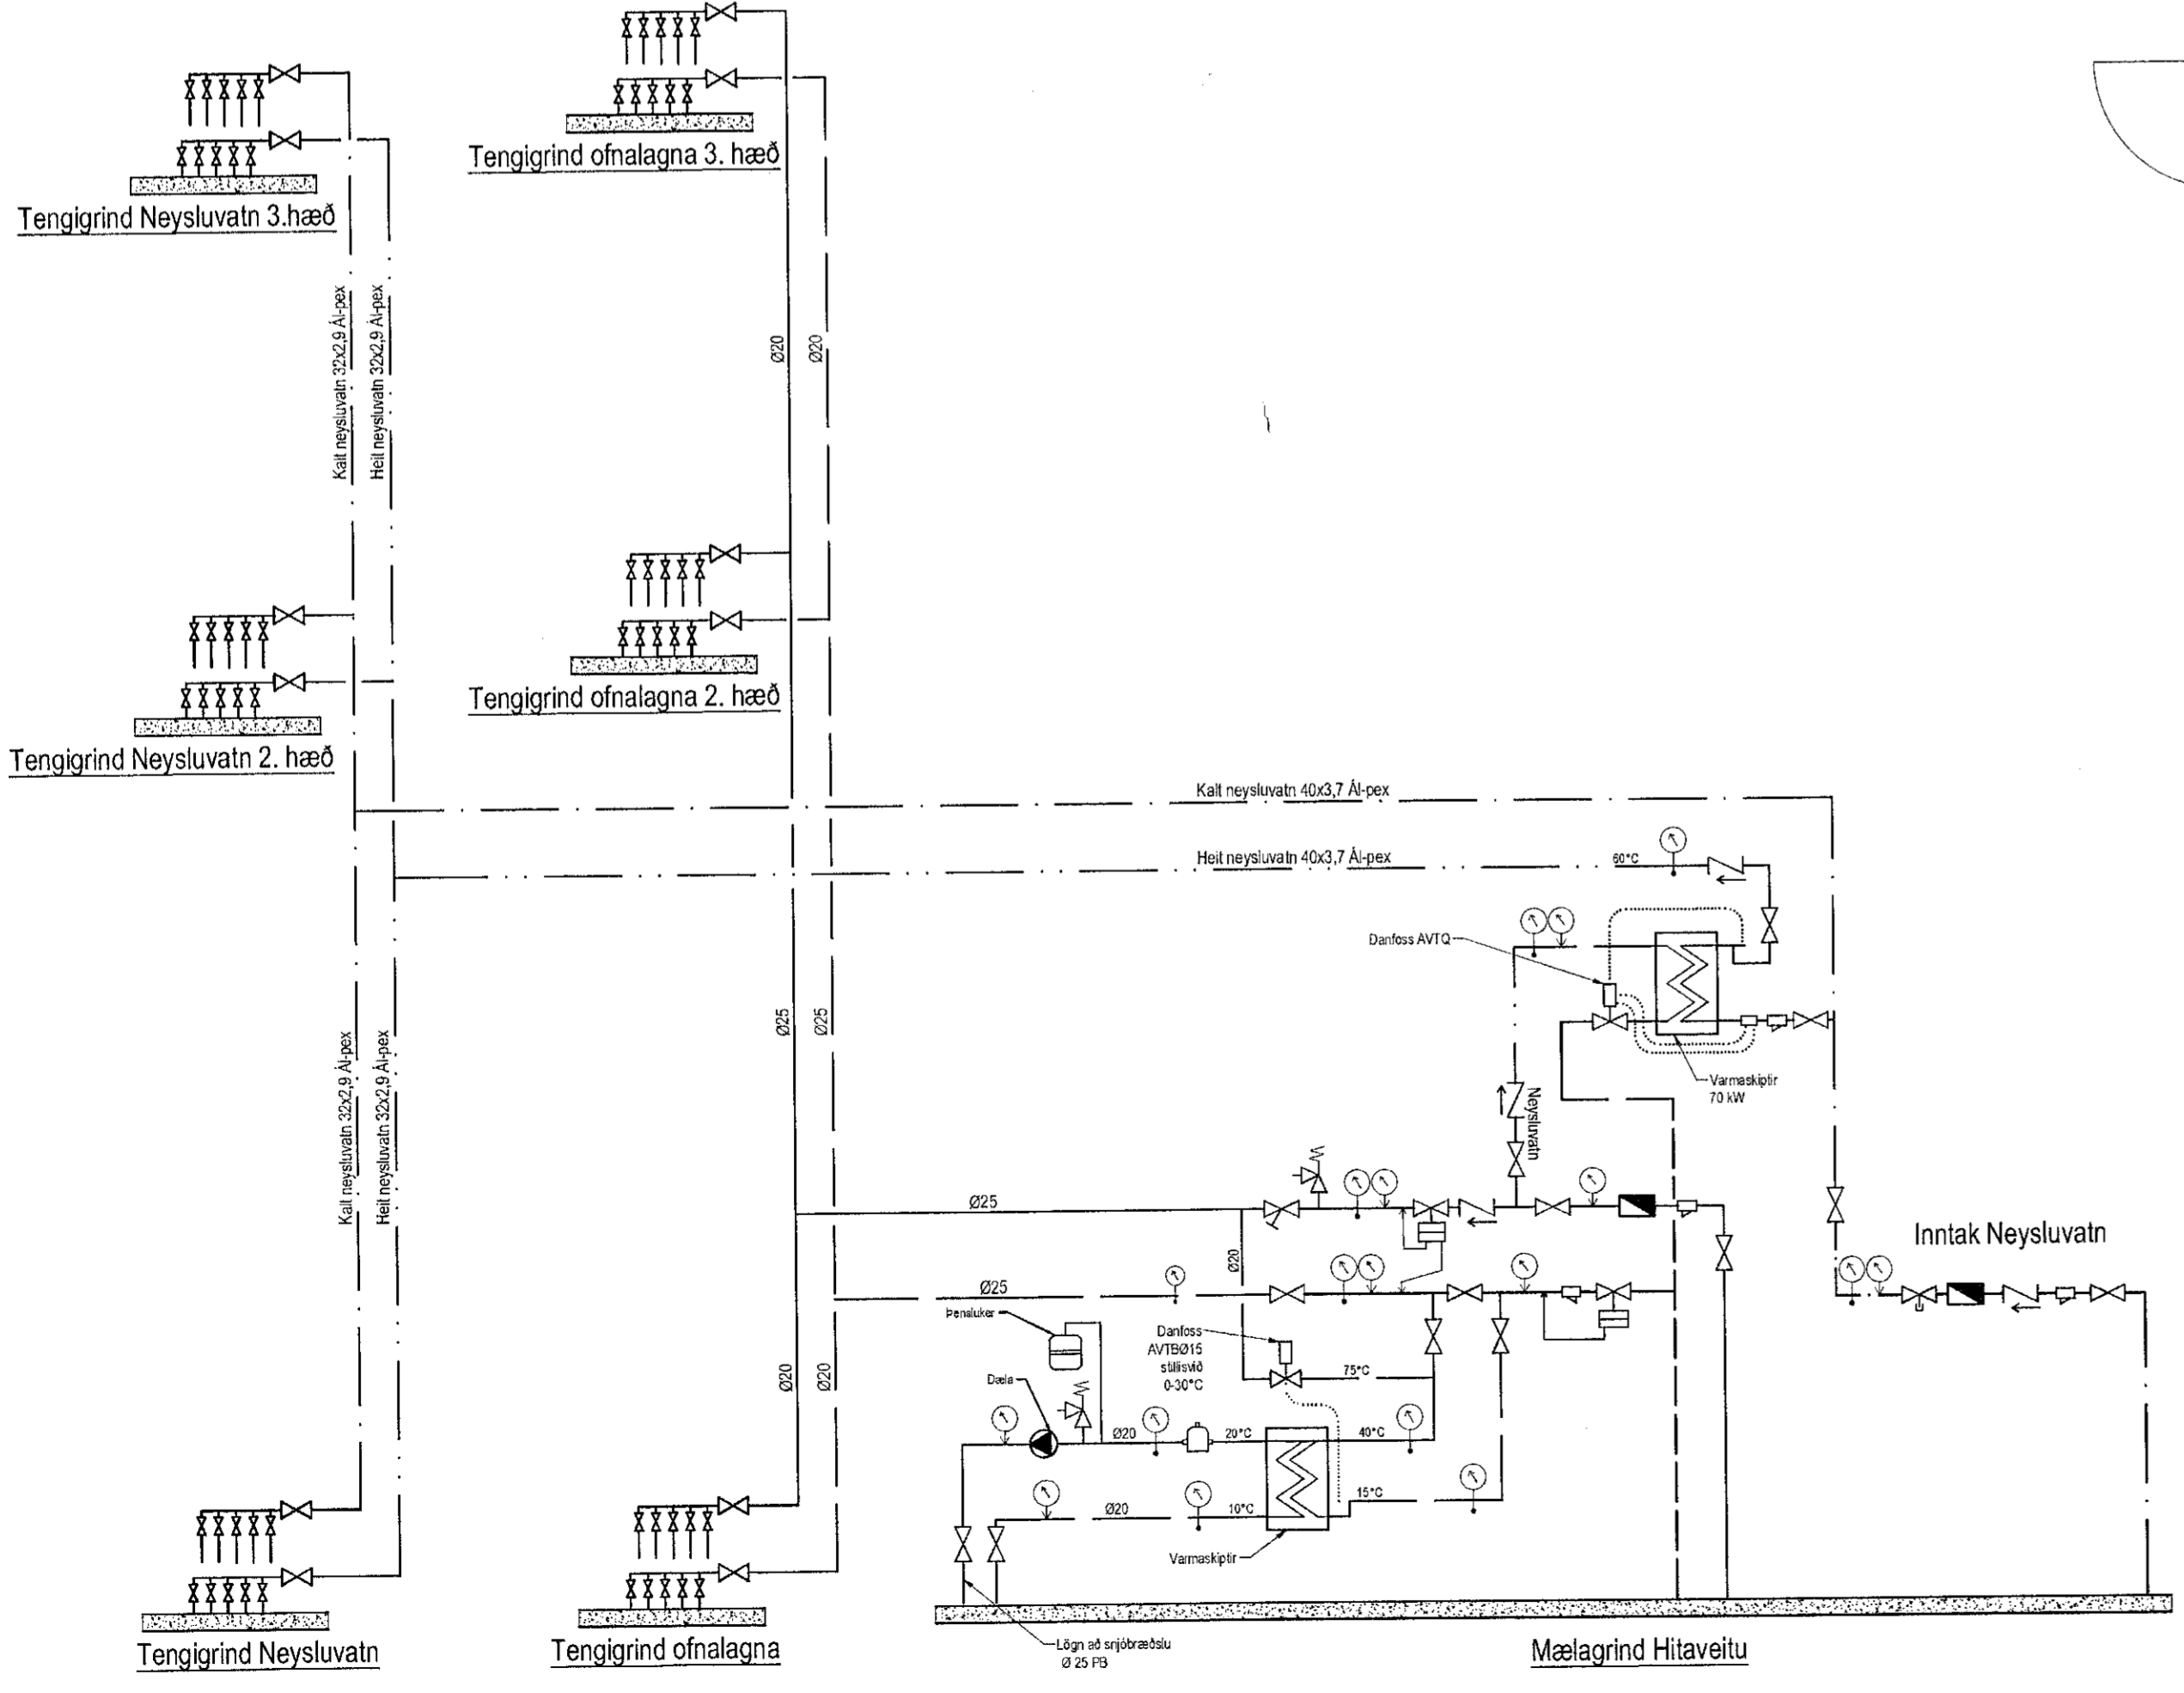 Tengigrind ofnalagna 3. hæð
Tengigrind Neysluvatn 3.hæð
Kalt neysluvatn 32x2,9 Ál-pex
Heit neysluvatn 32x2,9 Ál-pex
Ø20
Ø20
Tengigrind ofnalagna 2. hæð
Tengigrind Neysluvatn 2. hæð
Kalt neysluvatn 40x3,7 Ál-pex
Heit neysluvatn 40x3,7 Ál-pex
60°C
Danfoss AVTQ
Ø25
Ø25
Kalt neysluvatn 32x2,9 Ál-pex
Heit neysluvatn 32x2,9 Ál-pex
Varmaskiptir
70 kW
Neysluvatn
Ø25
Inntak Neysluvatn
Ø20
Ø25
Þensluker
Danfoss
AVTBØ15
stillisvið
0-30°C
75°C
Ø20
Ø20
Dæla
Ø20
20°C
40°C
15°C
Ø20
10°C
Varmaskiptir
Lögn að snjóbræðslu
Ø 25 PB
Tengigrind Neysluvatn
Tengigrind ofnalagna
Mælagrind Hitaveitu